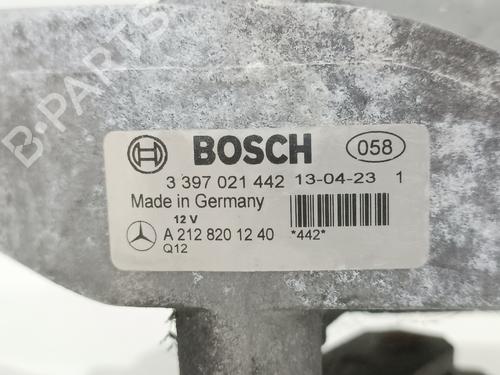 B-PARTS
BOSCH 058
3 397 021 442 13-04-23 1
Made in Germany
12 V
A 212 820 12 40 *442*
Q12